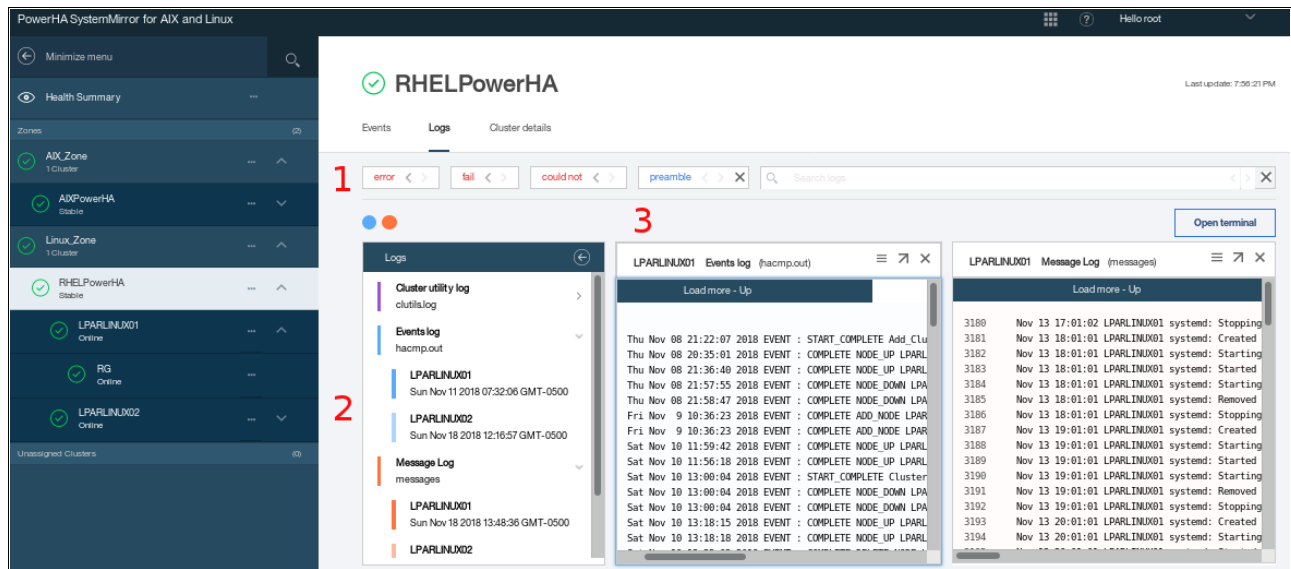 PowerHA SystemMirror for AIX and Linux
? Hello root
Minimize menu
Health Summary ...
Zones (2)
AIX_Zone ...
1 Cluster
AIXPowerHA ...
Stable
Linux_Zone ...
1 Cluster
RHELPowerHA ...
Stable
LPARLINUX01 ...
Online
RG ...
Online
LPARLINUX02 ...
Online
Unassigned Clusters (0)
RHELPowerHA
Last update: 7:56:21 PM
Events Logs Cluster details
1
error < > fail < > could not < > preamble < > X Search logs < > X
3
Open terminal
2
Logs
Cluster utility log
clutils.log
Events log
hacmp.out
LPARLINUX01
Sun Nov 11 2018 07:32:06 GMT-0500
LPARLINUX02
Sun Nov 18 2018 12:16:57 GMT-0500
Message Log
messages
LPARLINUX01
Sun Nov 18 2018 13:48:36 GMT-0500
LPARLINUX02
LPARLINUX01 Events log (hacmp.out)
Load more - Up
Thu Nov 08 21:22:07 2018 EVENT : START_COMPLETE Add_Clu
Thu Nov 08 20:35:01 2018 EVENT : COMPLETE NODE_UP LPARL
Thu Nov 08 21:36:40 2018 EVENT : COMPLETE NODE_UP LPARL
Thu Nov 08 21:57:55 2018 EVENT : COMPLETE NODE_DOWN LPA
Thu Nov 08 21:58:47 2018 EVENT : COMPLETE NODE_DOWN LPA
Fri Nov 9 10:36:23 2018 EVENT : COMPLETE ADD_NODE LPAR
Fri Nov 9 10:36:23 2018 EVENT : COMPLETE ADD_NODE LPAR
Sat Nov 10 11:59:42 2018 EVENT : COMPLETE NODE_UP LPARL
Sat Nov 10 11:56:18 2018 EVENT : COMPLETE NODE_UP LPARL
Sat Nov 10 13:00:04 2018 EVENT : START_COMPLETE Cluster
Sat Nov 10 13:00:04 2018 EVENT : COMPLETE NODE_DOWN LPA
Sat Nov 10 13:00:04 2018 EVENT : COMPLETE NODE_DOWN LPA
Sat Nov 10 13:18:15 2018 EVENT : COMPLETE NODE_UP LPARL
Sat Nov 10 13:18:18 2018 EVENT : COMPLETE NODE_UP LPARL
LPARLINUX01 Message Log (messages)
Load more - Up
3180 Nov 13 17:01:02 LPARLINUX01 systemd: Stopping
3181 Nov 13 18:01:01 LPARLINUX01 systemd: Created
3182 Nov 13 18:01:01 LPARLINUX01 systemd: Starting
3183 Nov 13 18:01:01 LPARLINUX01 systemd: Started
3184 Nov 13 18:01:01 LPARLINUX01 systemd: Starting
3185 Nov 13 18:01:01 LPARLINUX01 systemd: Removed
3186 Nov 13 18:01:01 LPARLINUX01 systemd: Stopping
3187 Nov 13 19:01:01 LPARLINUX01 systemd: Created
3188 Nov 13 19:01:01 LPARLINUX01 systemd: Starting
3189 Nov 13 19:01:01 LPARLINUX01 systemd: Started
3190 Nov 13 19:01:01 LPARLINUX01 systemd: Starting
3191 Nov 13 19:01:01 LPARLINUX01 systemd: Removed
3192 Nov 13 19:01:01 LPARLINUX01 systemd: Stopping
3193 Nov 13 20:01:01 LPARLINUX01 systemd: Created
3194 Nov 13 20:01:01 LPARLINUX01 systemd: Starting